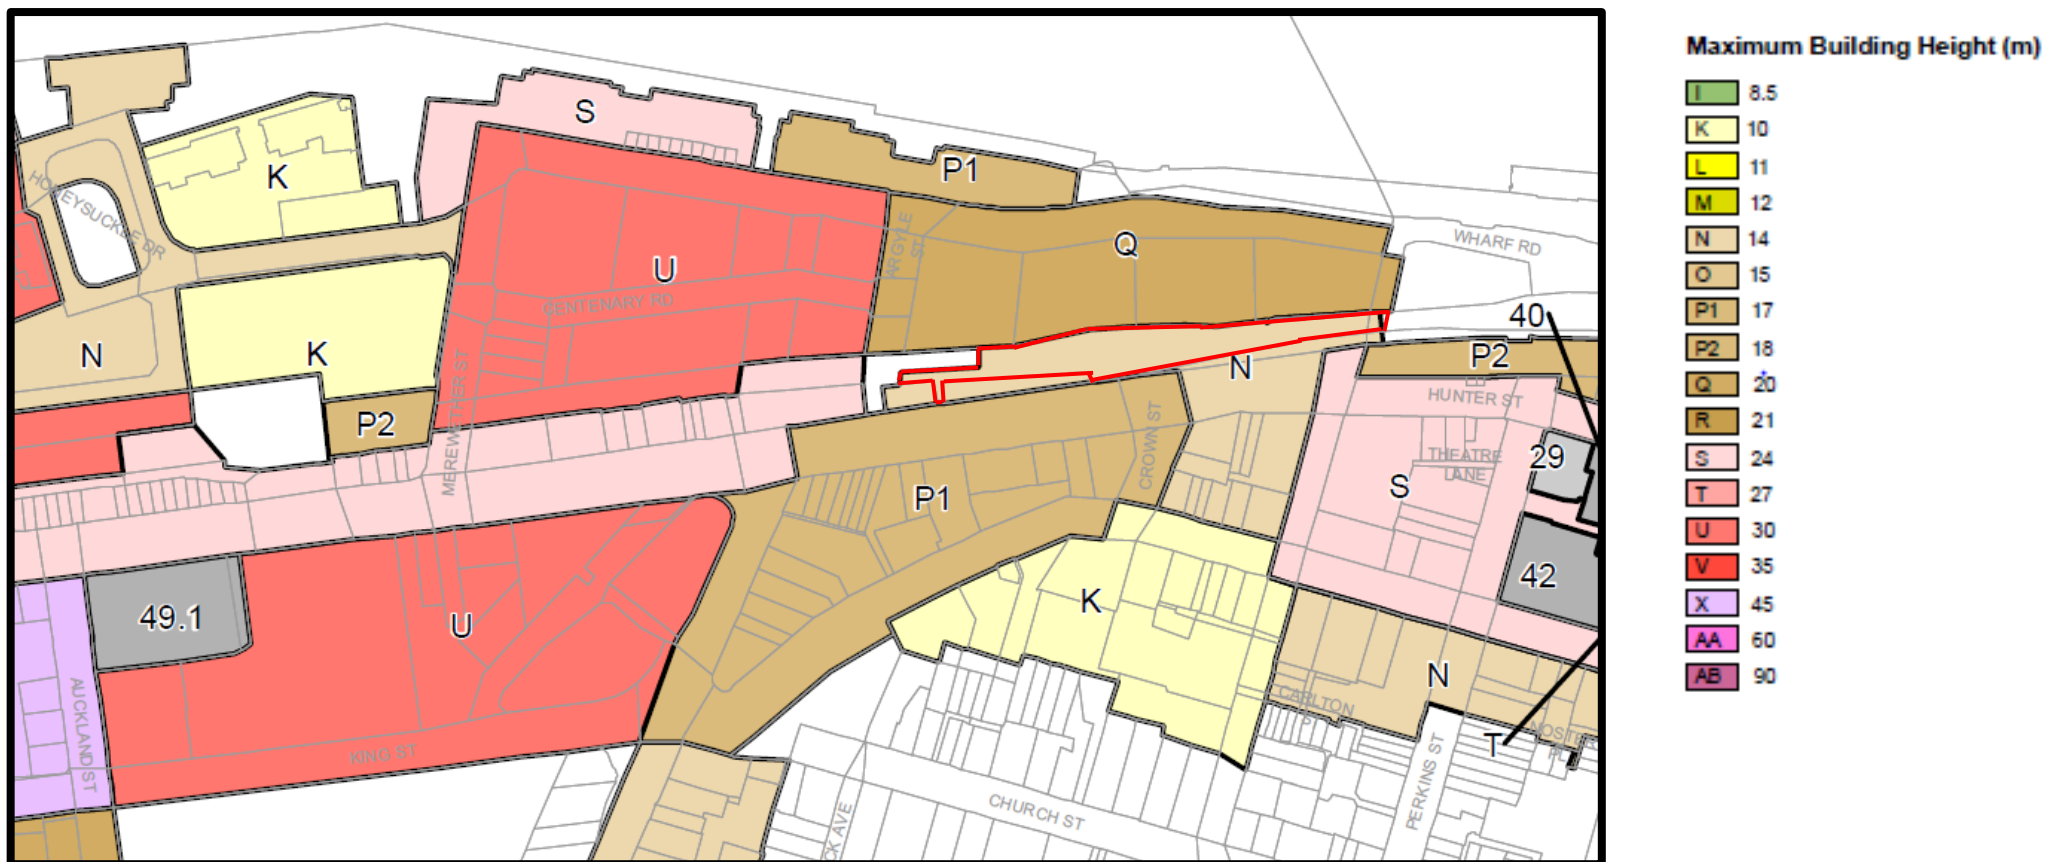 Maximum Building Height (m)
I 8.5
K 10
L 11
M 12
N 14
O 15
P1 17
P2 18
Q 20
R 21
S 24
T 27
U 30
V 35
X 45
AA 60
AB 90
S
P1
K
HONEYSUCKLE DR
ARGYLE ST
Q
WHARF RD
U
CENTENARY RD
40
N
K
P2
N
MEREWETHER ST
HUNTER ST
P2
CROWN ST
THEATRE LANE
29
S
P1
42
49.1
U
K
AUCKLAND ST
N
CARLTON
KING ST
PERKINS ST
T
CHURCH ST
CK AVE